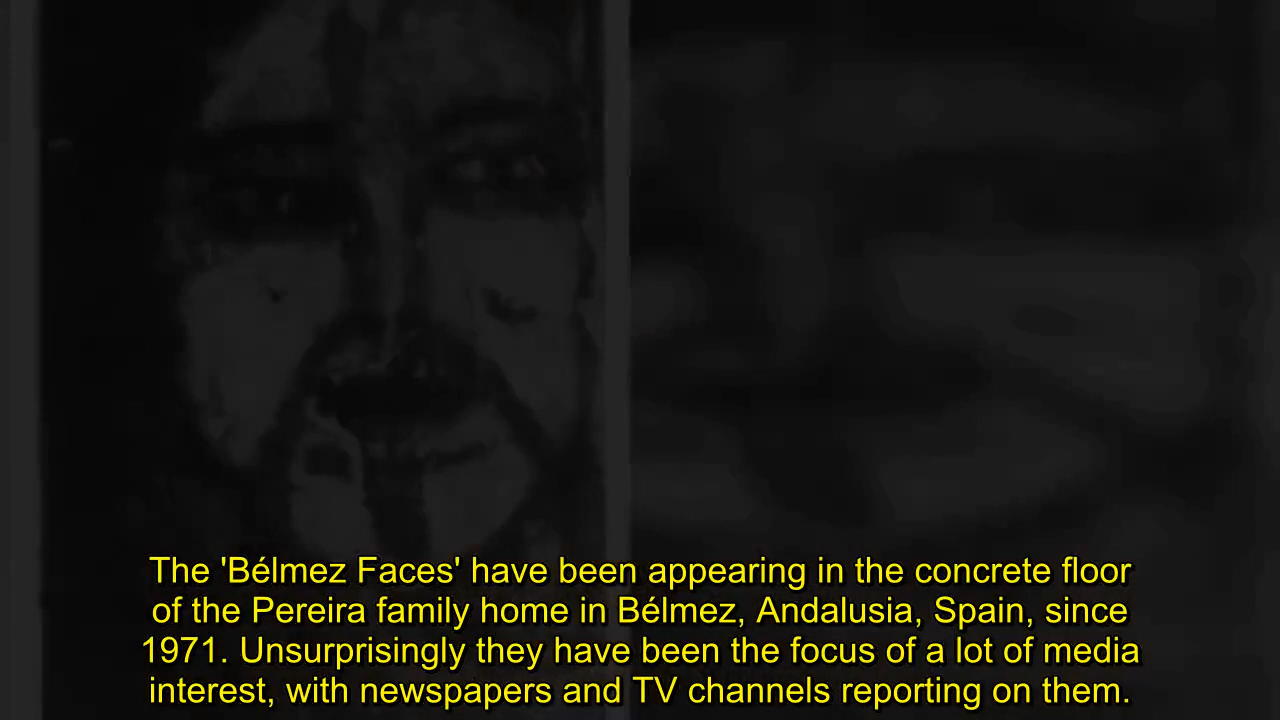 The 'Bélmez Faces' have been appearing in the concrete floor
of the Pereira family home in Bélmez, Andalusia, Spain, since
1971. Unsurprisingly they have been the focus of a lot of media
interest, with newspapers and TV channels reporting on them.